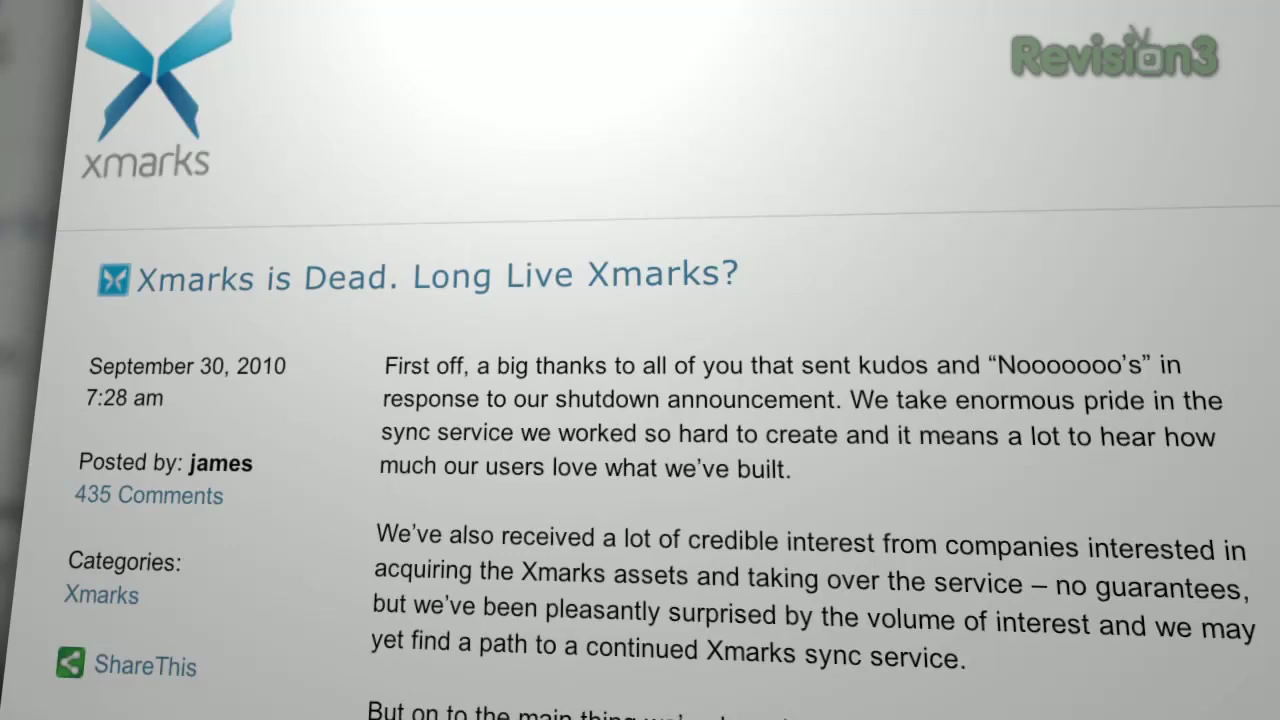 Revision3
xmarks
Xmarks is Dead. Long Live Xmarks?
September 30, 2010
7:28 am
Posted by: james
435 Comments
Categories:
Xmarks
ShareThis
First off, a big thanks to all of you that sent kudos and “Nooooooo’s” in
response to our shutdown announcement. We take enormous pride in the
sync service we worked so hard to create and it means a lot to hear how
much our users love what we’ve built.
We’ve also received a lot of credible interest from companies interested in
acquiring the Xmarks assets and taking over the service – no guarantees,
but we’ve been pleasantly surprised by the volume of interest and we may
yet find a path to a continued Xmarks sync service.
But on to the main thing